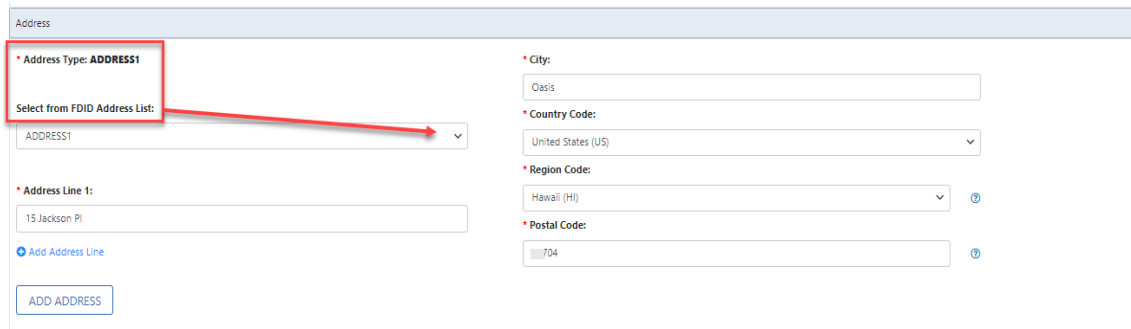 Address
* Address Type: ADDRESS1
Select from FDID Address List:
ADDRESS1
* Address Line 1:
15 Jackson Pl
Add Address Line
ADD ADDRESS
* City:
Oasis
* Country Code:
United States (US)
* Region Code:
Hawaii (HI)
* Postal Code:
704